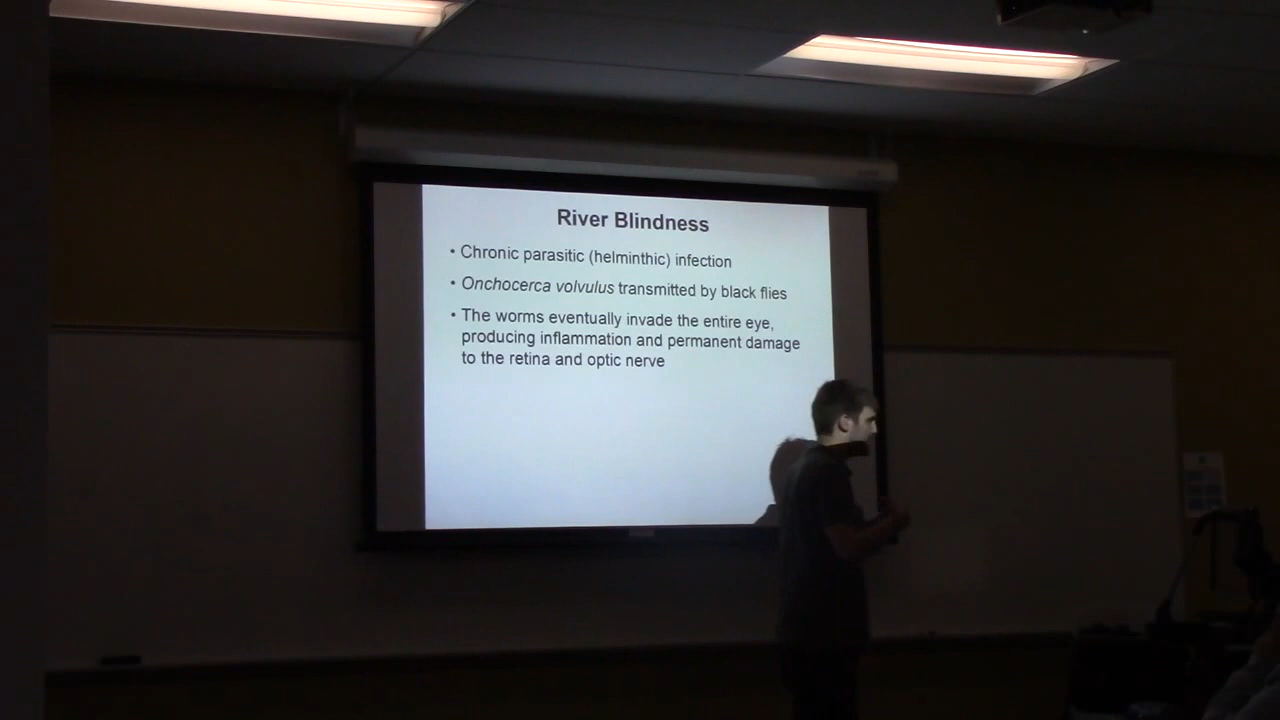 River Blindness
• Chronic parasitic (helminthic) infection
• Onchocerca volvulus transmitted by black flies
• The worms eventually invade the entire eye,
producing inflammation and permanent damage
to the retina and optic nerve